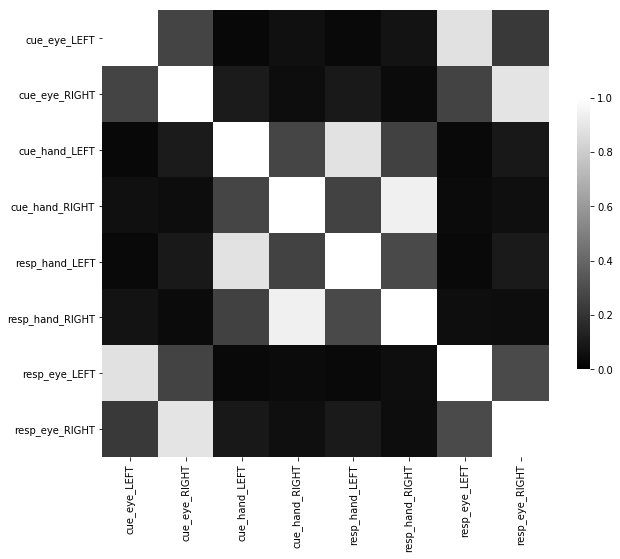 cue_eye_LEFT
cue_eye_RIGHT
cue_hand_LEFT
cue_hand_RIGHT
resp_hand_LEFT
resp_hand_RIGHT
resp_eye_LEFT
resp_eye_RIGHT
1.0
0.8
0.6
0.4
0.2
0.0
cue_eye_LEFT
cue_eye_RIGHT
cue_hand_LEFT
cue_hand_RIGHT
resp_hand_LEFT
resp_hand_RIGHT
resp_eye_LEFT
resp_eye_RIGHT